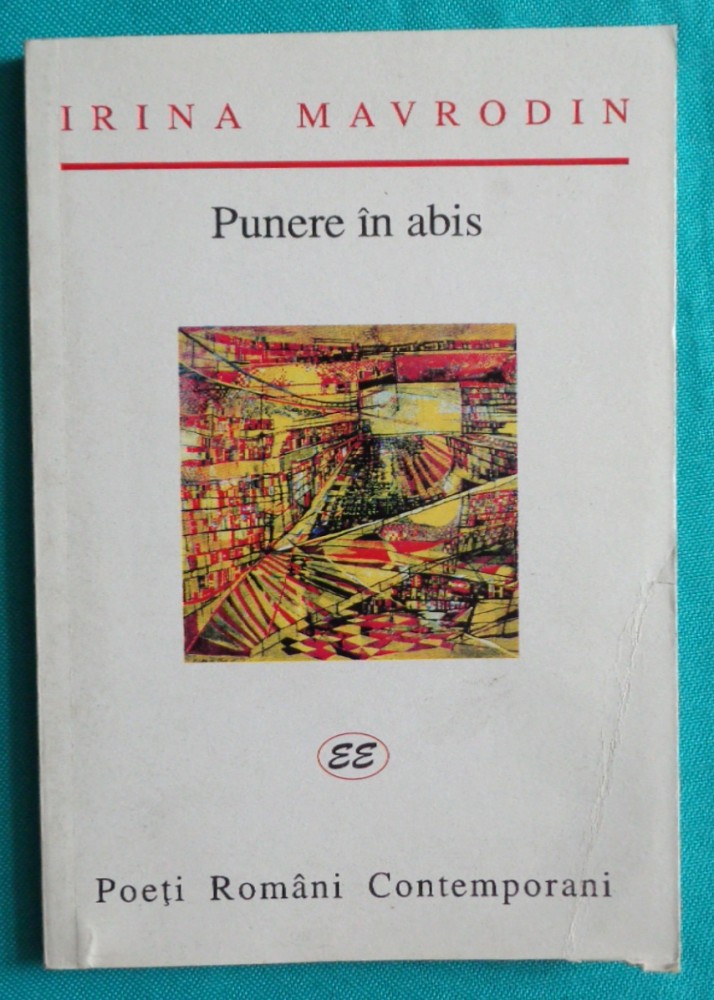 IRINA MAVRODIN
Punere în abis
EE
Poeţi Români Contemporani